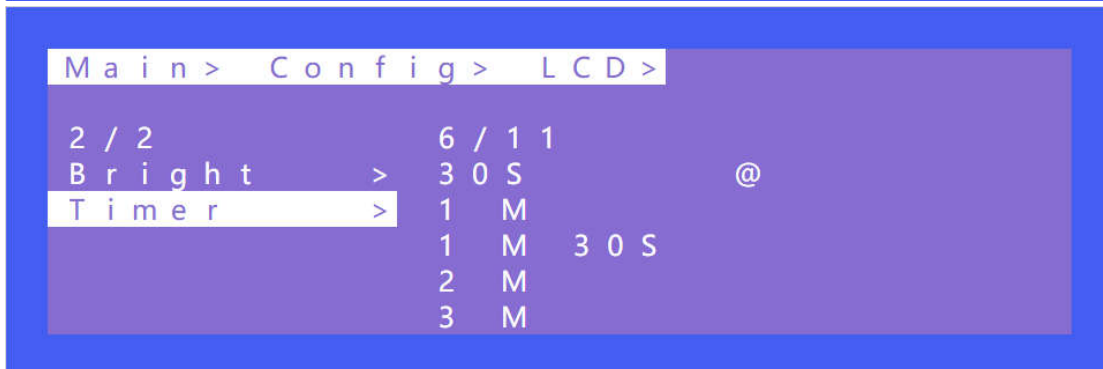 Main> Config> LCD>
2/2 6/11
Bright > 30S @
Timer > 1 M
1 M 30S
2 M
3 M